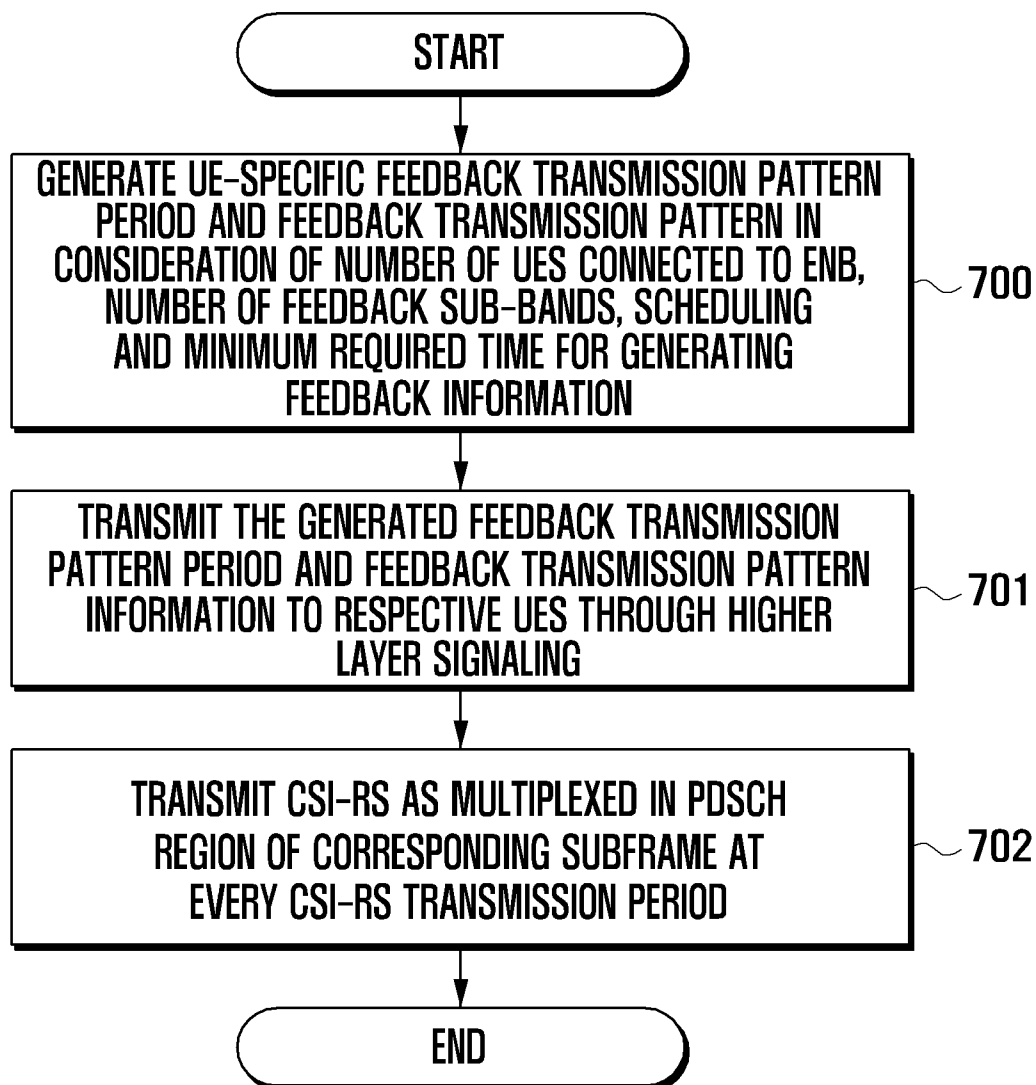 START
GENERATE UE-SPECIFIC FEEDBACK TRANSMISSION PATTERN
PERIOD AND FEEDBACK TRANSMISSION PATTERN IN
CONSIDERATION OF NUMBER OF UES CONNECTED TO ENB,
NUMBER OF FEEDBACK SUB-BANDS, SCHEDULING
AND MINIMUM REQUIRED TIME FOR GENERATING
FEEDBACK INFORMATION
700
TRANSMIT THE GENERATED FEEDBACK TRANSMISSION
PATTERN PERIOD AND FEEDBACK TRANSMISSION PATTERN
INFORMATION TO RESPECTIVE UES THROUGH HIGHER
LAYER SIGNALING
701
TRANSMIT CSI-RS AS MULTIPLEXED IN PDSCH
REGION OF CORRESPONDING SUBFRAME AT
EVERY CSI-RS TRANSMISSION PERIOD
702
END